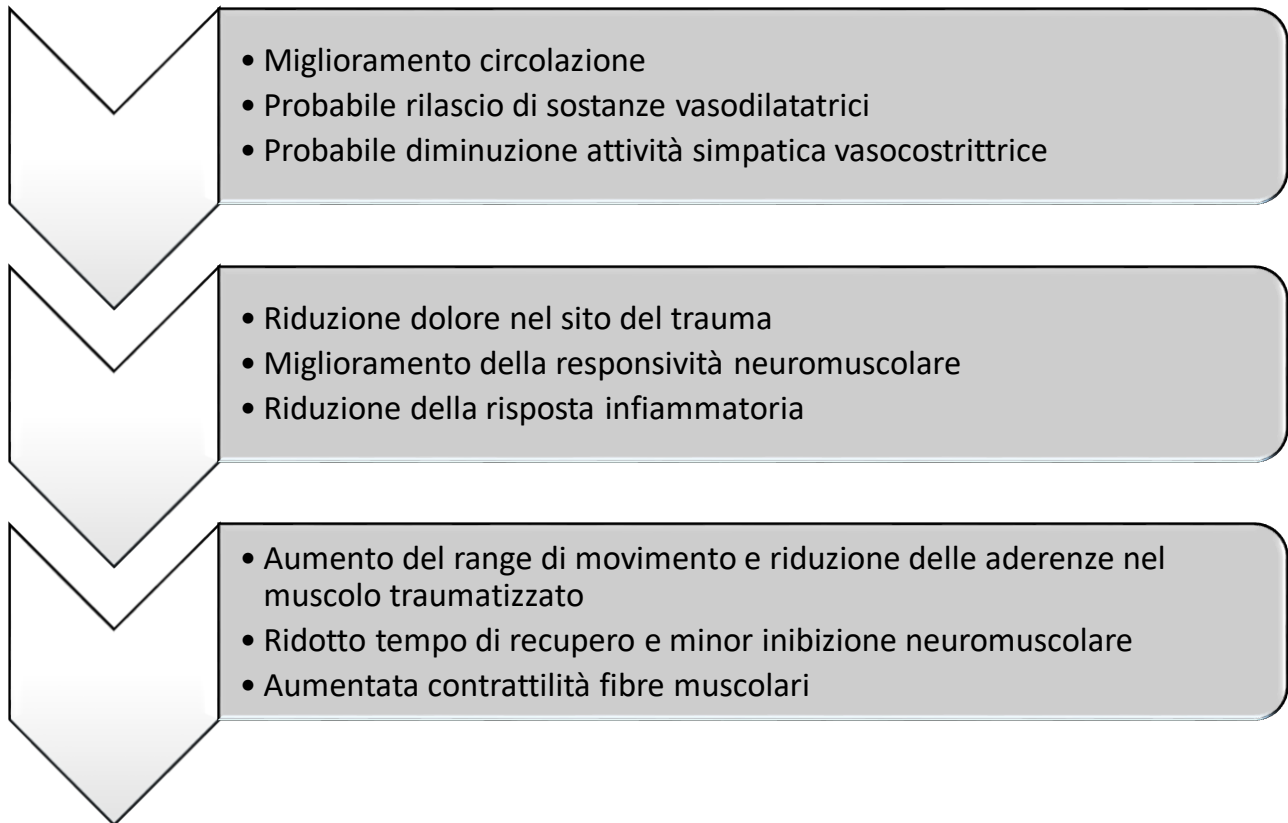 • Miglioramento circolazione
• Probabile rilascio di sostanze vasodilatatrici
• Probabile diminuzione attività simpatica vasocostrittrice
• Riduzione dolore nel sito del trauma
• Miglioramento della responsività neuromuscolare
• Riduzione della risposta infiammatoria
• Aumento del range di movimento e riduzione delle aderenze nel
muscolo traumatizzato
• Ridotto tempo di recupero e minor inibizione neuromuscolare
• Aumentata contrattilità fibre muscolari